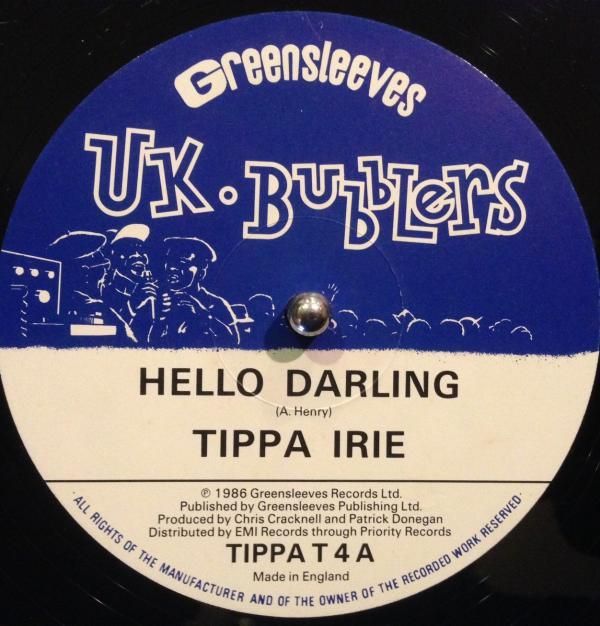 Greensleeves
UK · BUBBLERS
HELLO DARLING
(A. Henry)
TIPPA IRIE
℗ 1986 Greensleeves Records Ltd.
Published by Greensleeves Publishing Ltd.
Produced by Chris Cracknell and Patrick Donegan
Distributed by EMI Records through Priority Records
TIPPA T 4 A
Made in England
· ALL RIGHTS OF THE MANUFACTURER AND OF THE OWNER OF THE RECORDED WORK RESERVED ·